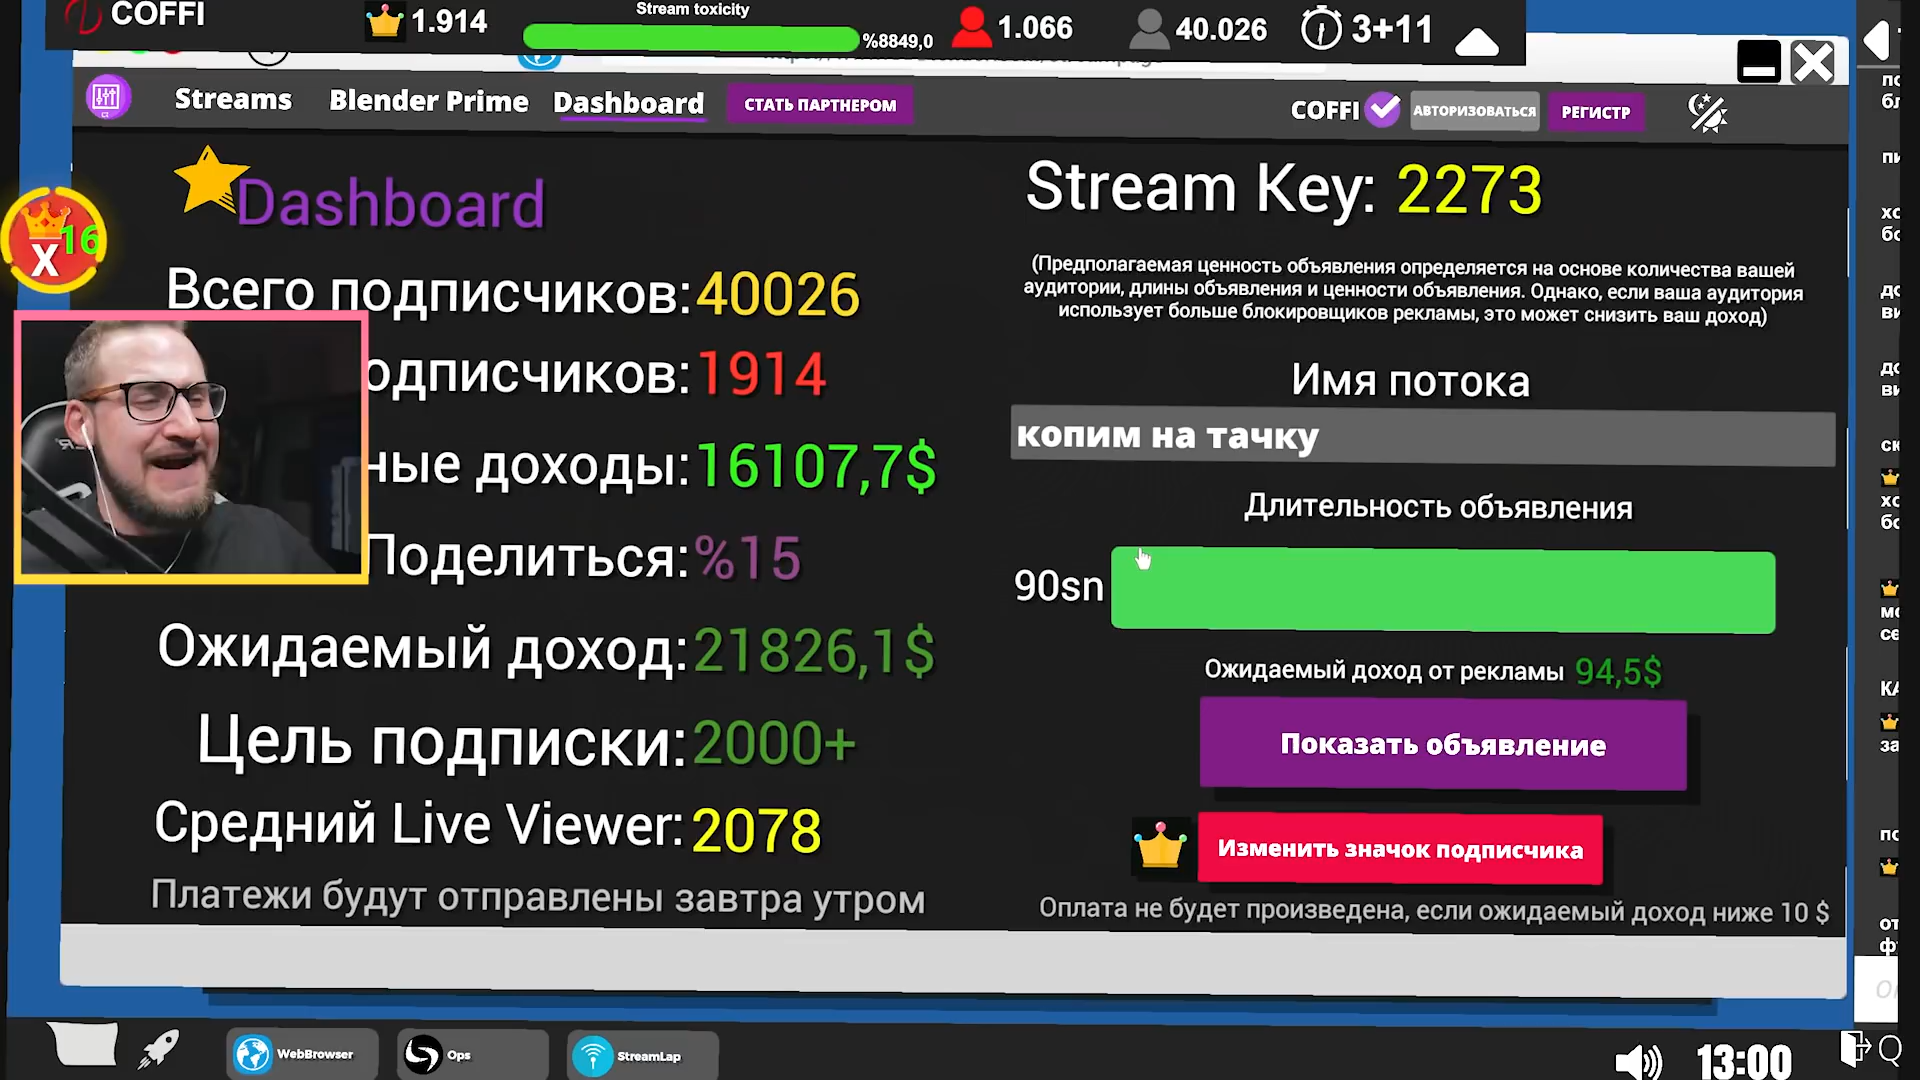 COFFI
1.914
Stream toxicity
%8849,0
1.066
40.026
3+11
Streams
Blender Prime
Dashboard
СТАТЬ ПАРТНЕРОМ
COFFI
АВТОРИЗОВАТЬСЯ
РЕГИСТР
Dashboard
X16
Всего подписчиков:40026
одписчиков:1914
ные доходы:16107,7$
Поделиться:%15
Ожидаемый доход:21826,1$
Цель подписки:2000+
Средний Live Viewer:2078
Платежи будут отправлены завтра утром
Stream Key: 2273
(Предполагаемая ценность объявления определяется на основе количества вашей
аудитории, длины объявления и ценности объявления. Однако, если ваша аудитория
использует больше блокировщиков рекламы, это может снизить ваш доход)
Имя потока
копим на тачку
Длительность объявления
90sn
Ожидаемый доход от рекламы 94,5$
Показать объявление
Изменить значок подписчика
Оплата не будет произведена, если ожидаемый доход ниже 10 $
WebBrowser
Ops
StreamLap
13:00